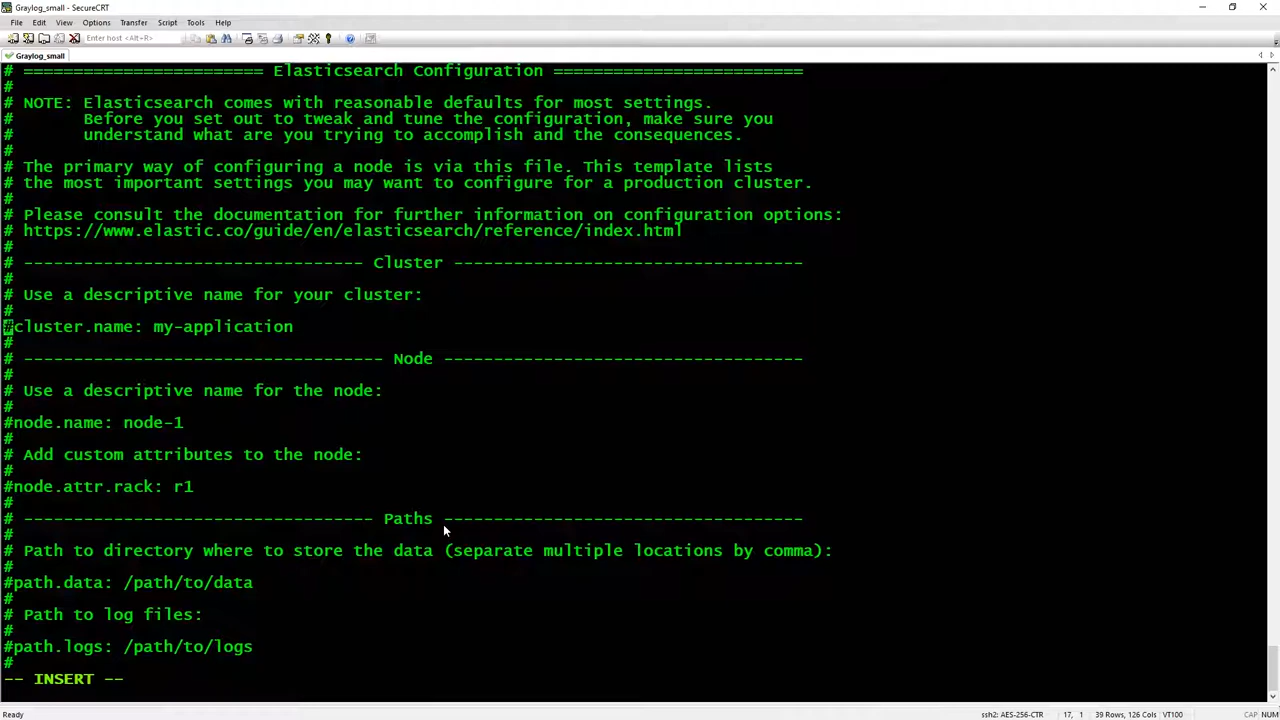 Graylog_small - SecureCRT
File Edit View Options Transfer Script Tools Help
Enter host <Alt+R>
Graylog_small
# ======================== Elasticsearch Configuration =========================
#
# NOTE: Elasticsearch comes with reasonable defaults for most settings.
#       Before you set out to tweak and tune the configuration, make sure you
#       understand what are you trying to accomplish and the consequences.
#
# The primary way of configuring a node is via this file. This template lists
# the most important settings you may want to configure for a production cluster.
#
# Please consult the documentation for further information on configuration options:
# https://www.elastic.co/guide/en/elasticsearch/reference/index.html
#
# ---------------------------------- Cluster -----------------------------------
#
# Use a descriptive name for your cluster:
#
#cluster.name: my-application
#
# ------------------------------------ Node ------------------------------------
#
# Use a descriptive name for the node:
#
#node.name: node-1
#
# Add custom attributes to the node:
#
#node.attr.rack: r1
#
# ----------------------------------- Paths ------------------------------------
#
# Path to directory where to store the data (separate multiple locations by comma):
#
#path.data: /path/to/data
#
# Path to log files:
#
#path.logs: /path/to/logs
#
-- INSERT --
Ready ssh2: AES-256-CTR 17, 1 39 Rows, 126 Cols VT100 CAP NUM